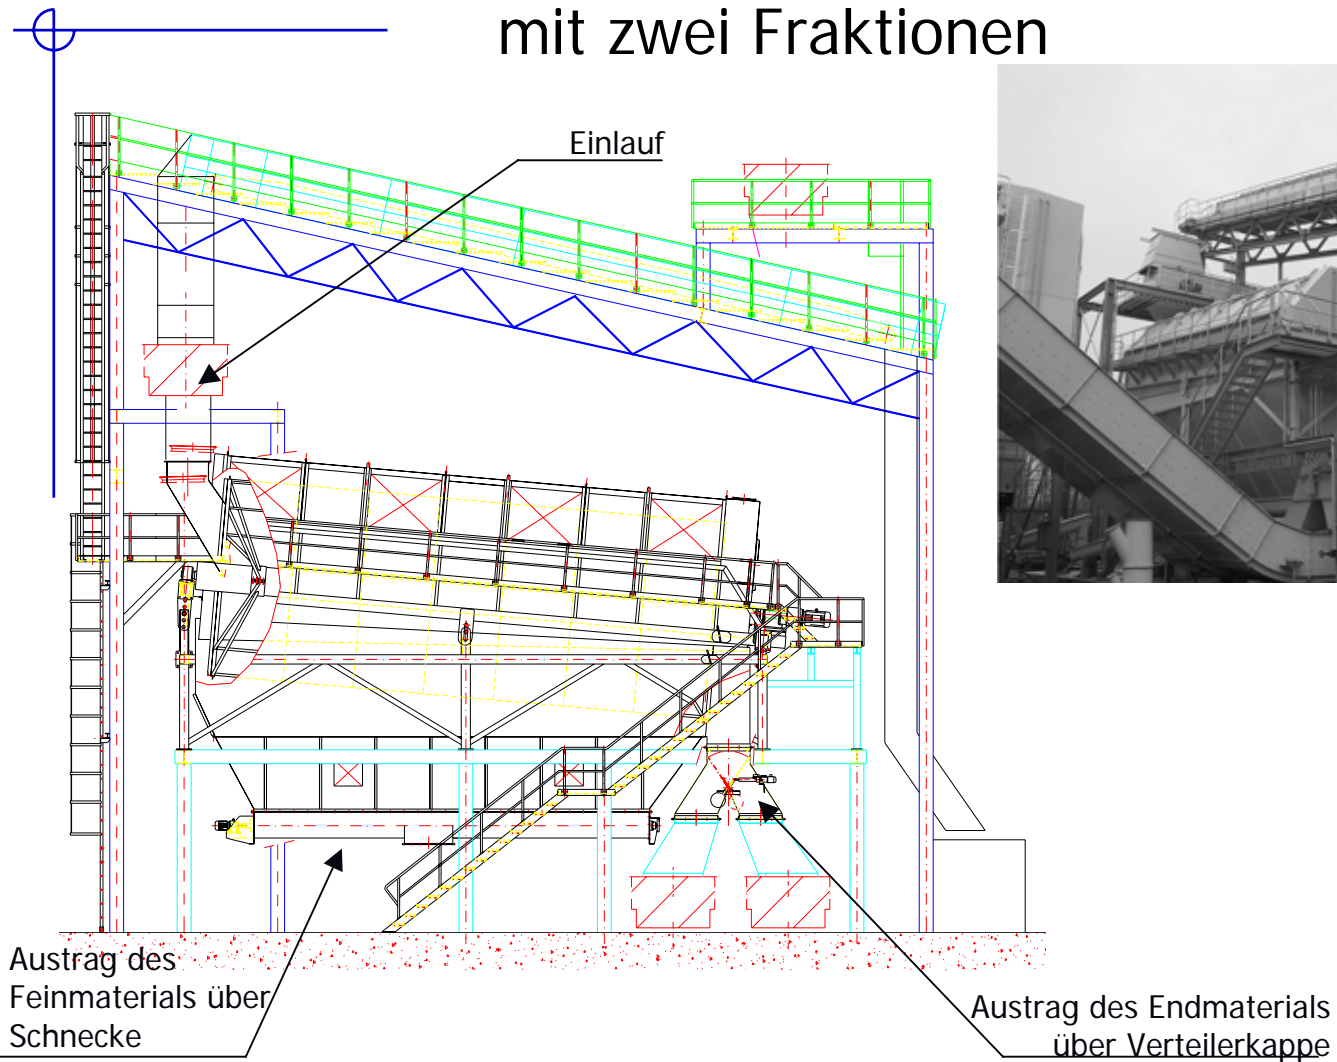 mit zwei Fraktionen
Einlauf
Austrag des
Feinmaterials über
Schnecke
Austrag des Endmaterials
über Verteilerkappe